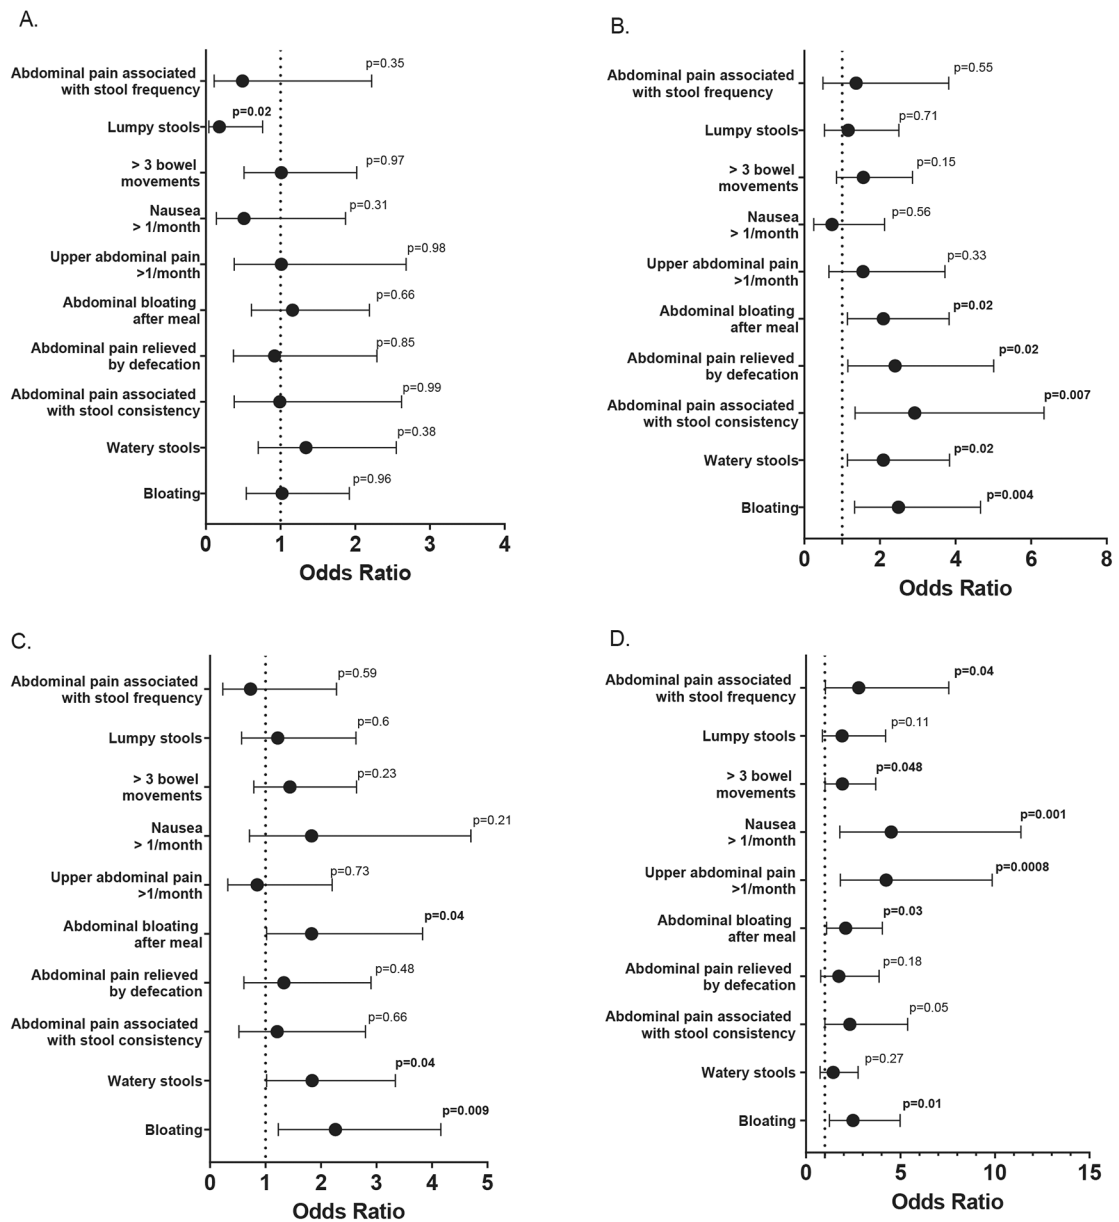 A.
Abdominal pain associated
with stool frequency
p=0.35
Lumpy stools
p=0.02
> 3 bowel
movements
p=0.97
Nausea
> 1/month
p=0.31
Upper abdominal pain
>1/month
p=0.98
Abdominal bloating
after meal
p=0.66
Abdominal pain relieved
by defecation
p=0.85
Abdominal pain associated
with stool consistency
p=0.99
Watery stools
p=0.38
Bloating
p=0.96
0 1 2 3 4
Odds Ratio
B.
Abdominal pain associated
with stool frequency
p=0.55
Lumpy stools
p=0.71
> 3 bowel
movements
p=0.15
Nausea
> 1/month
p=0.56
Upper abdominal pain
>1/month
p=0.33
Abdominal bloating
after meal
p=0.02
Abdominal pain relieved
by defecation
p=0.02
Abdominal pain associated
with stool consistency
p=0.007
Watery stools
p=0.02
Bloating
p=0.004
0 2 4 6 8
Odds Ratio
C.
Abdominal pain associated
with stool frequency
p=0.59
Lumpy stools
p=0.6
> 3 bowel
movements
p=0.23
Nausea
> 1/month
p=0.21
Upper abdominal pain
>1/month
p=0.73
Abdominal bloating
after meal
p=0.04
Abdominal pain relieved
by defecation
p=0.48
Abdominal pain associated
with stool consistency
p=0.66
Watery stools
p=0.04
Bloating
p=0.009
0 1 2 3 4 5
Odds Ratio
D.
Abdominal pain associated
with stool frequency
p=0.04
Lumpy stools
p=0.11
> 3 bowel
movements
p=0.048
Nausea
> 1/month
p=0.001
Upper abdominal pain
>1/month
p=0.0008
Abdominal bloating
after meal
p=0.03
Abdominal pain relieved
by defecation
p=0.18
Abdominal pain associated
with stool consistency
p=0.05
Watery stools
p=0.27
Bloating
p=0.01
0 5 10 15
Odds Ratio